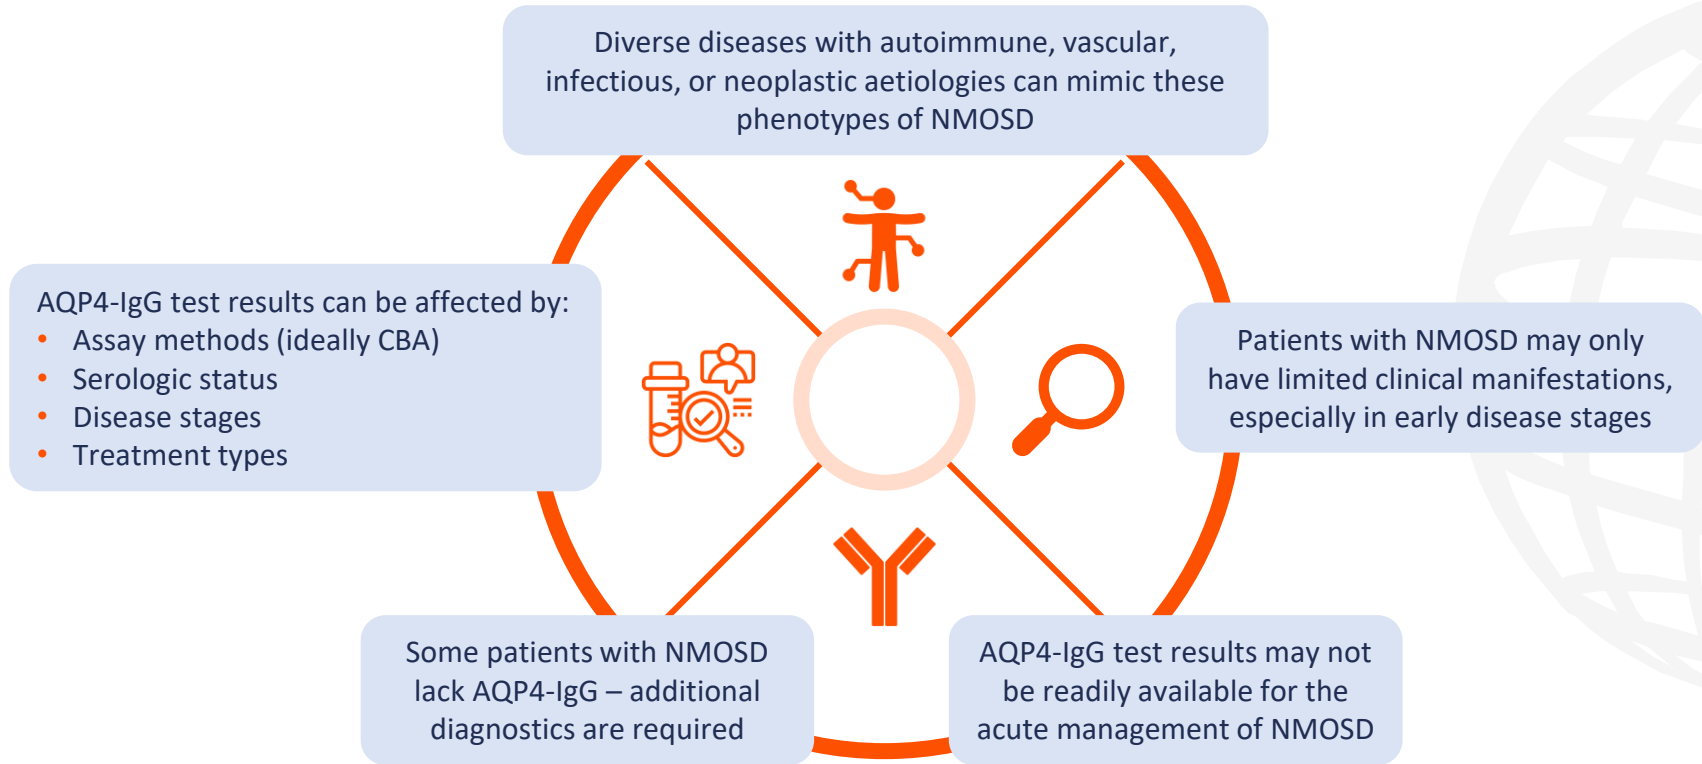 Diverse diseases with autoimmune, vascular,
infectious, or neoplastic aetiologies can mimic these
phenotypes of NMOSD
AQP4-IgG test results can be affected by:
• Assay methods (ideally CBA)
• Serologic status
• Disease stages
• Treatment types
Patients with NMOSD may only
have limited clinical manifestations,
especially in early disease stages
Some patients with NMOSD
lack AQP4-IgG – additional
diagnostics are required
AQP4-IgG test results may not
be readily available for the
acute management of NMOSD